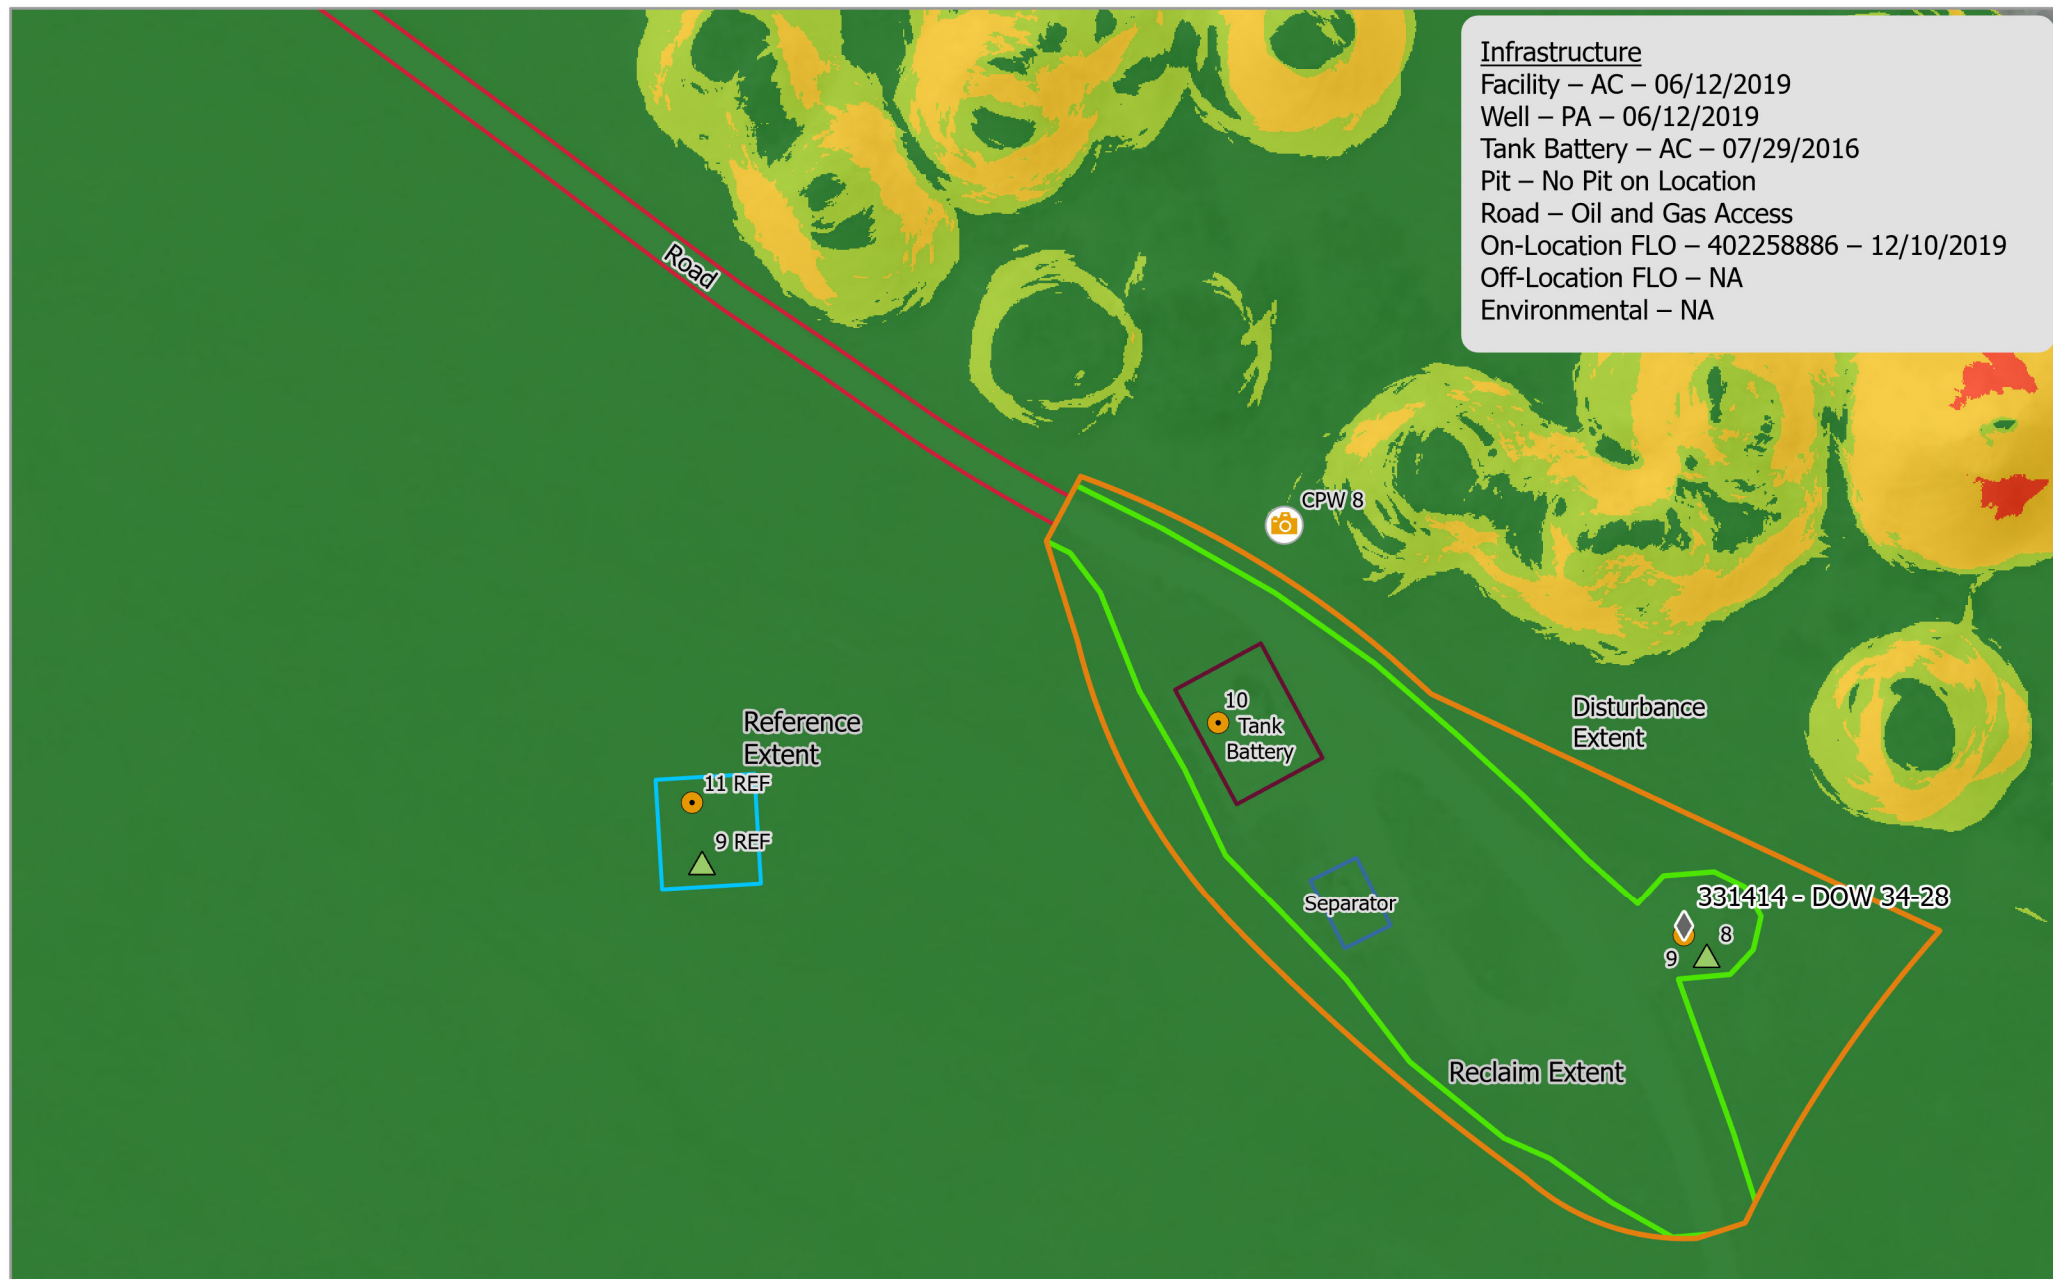 Infrastructure
Facility – AC – 06/12/2019
Well – PA – 06/12/2019
Tank Battery – AC – 07/29/2016
Pit – No Pit on Location
Road – Oil and Gas Access
On-Location FLO – 402258886 – 12/10/2019
Off-Location FLO – NA
Environmental – NA
Road
CPW 8
Reference
Extent
11 REF
9 REF
10
Tank
Battery
Disturbance
Extent
Separator
331414 - DOW 34-28
8
9
Reclaim Extent